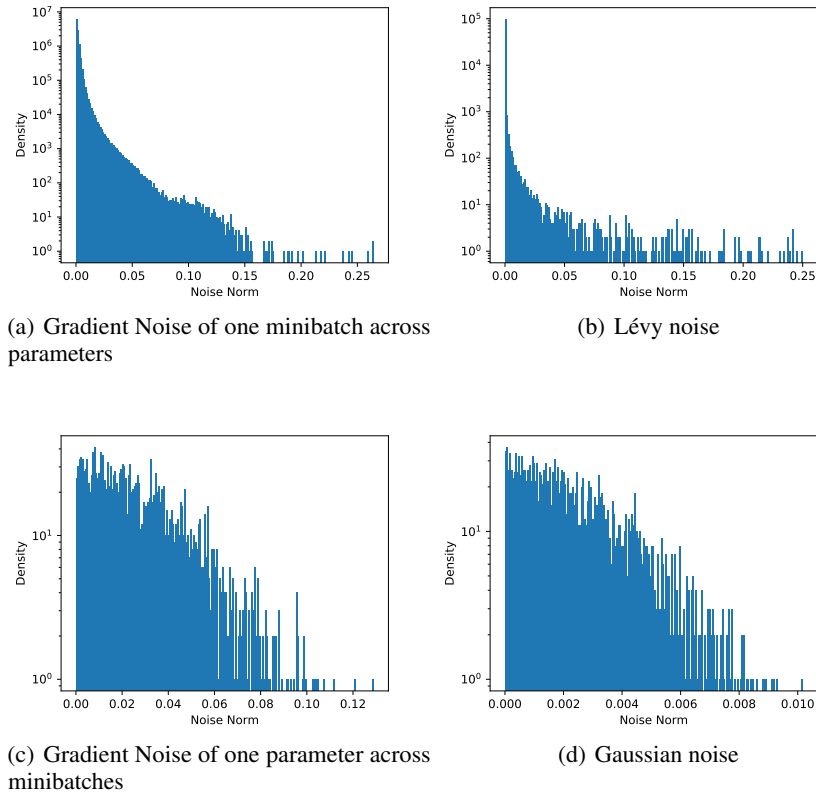 10^7
10^6
10^5
10^4
10^3
10^2
10^1
10^0
Density
0.00 0.05 0.10 0.15 0.20 0.25
Noise Norm
(a) Gradient Noise of one minibatch across
parameters
10^5
10^4
10^3
10^2
10^1
10^0
Density
0.00 0.05 0.10 0.15 0.20 0.25
Noise Norm
(b) Lévy noise
10^1
10^0
Density
0.00 0.02 0.04 0.06 0.08 0.10 0.12
Noise Norm
(c) Gradient Noise of one parameter across
minibatches
10^1
10^0
Density
0.000 0.002 0.004 0.006 0.008 0.010
Noise Norm
(d) Gaussian noise